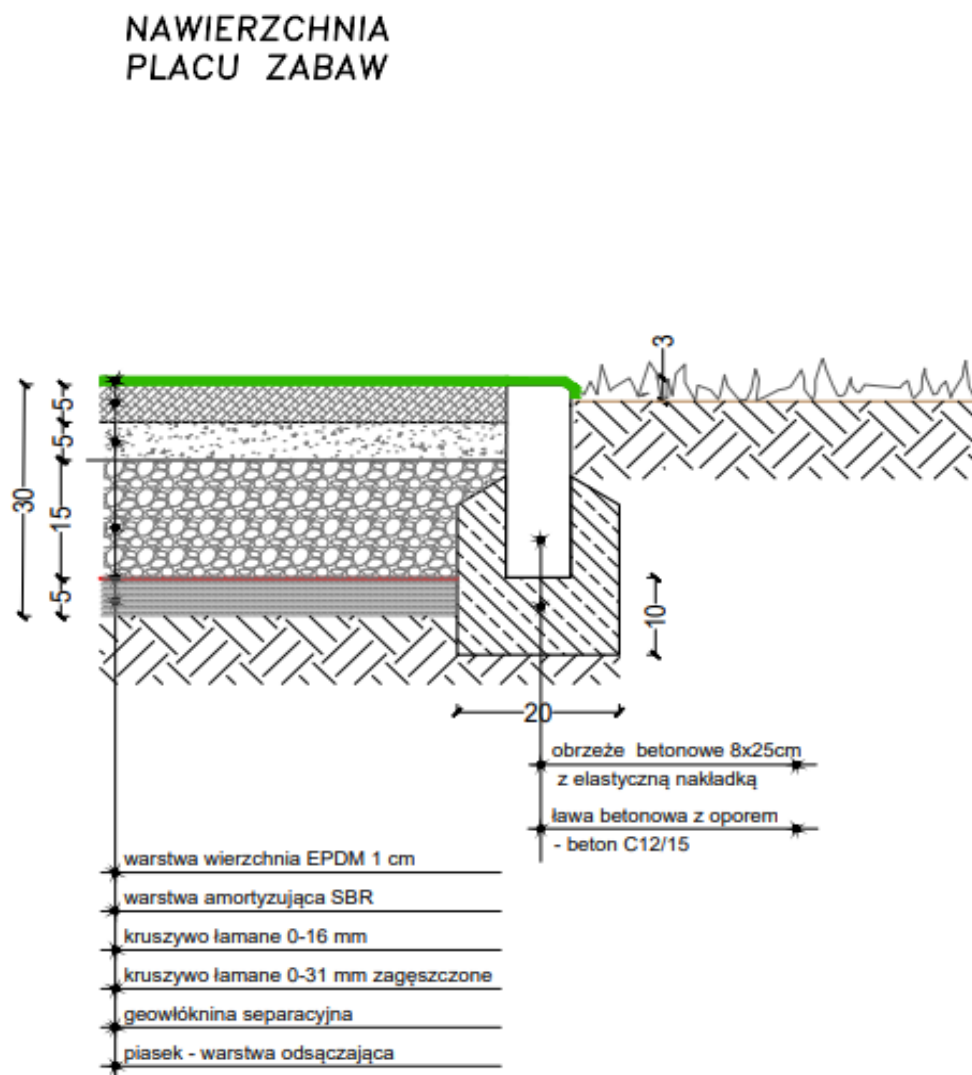 NAWIERZCHNIA
PLACU ZABAW
3
5
5
30
15
5
10
20
obrzeże betonowe 8x25cm
z elastyczną nakładką
ława betonowa z oporem
- beton C12/15
warstwa wierzchnia EPDM 1 cm
warstwa amortyzująca SBR
kruszywo łamane 0-16 mm
kruszywo łamane 0-31 mm zagęszczone
geowłóknina separacyjna
piasek - warstwa odsączająca